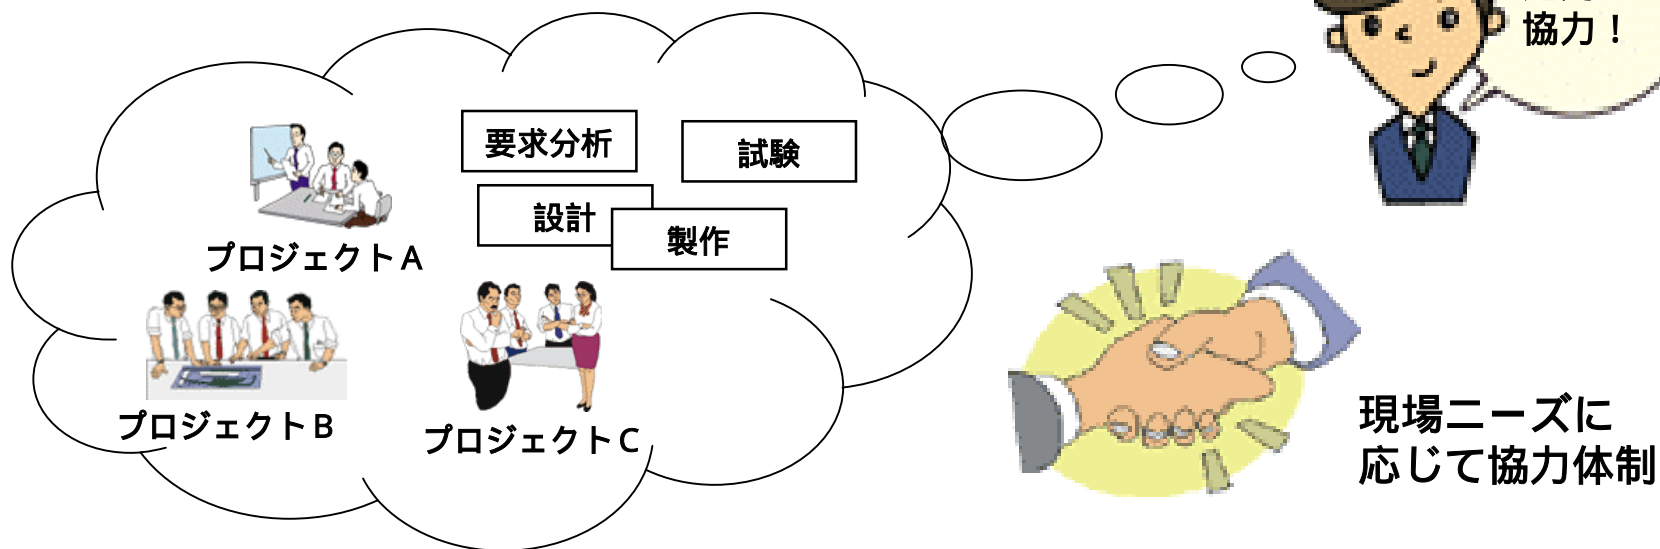 協力！
要求分析
試験
設計
製作
プロジェクトA
プロジェクトB
プロジェクトC
現場ニーズに
応じて協力体制